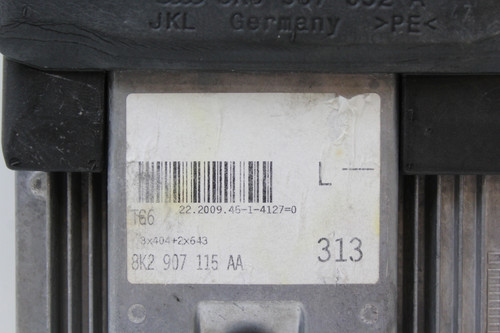 JKL Germany >PE<
L
22.2009.46-1-4127=0
T66
3x404+2x643
313
8K2 907 115 AA